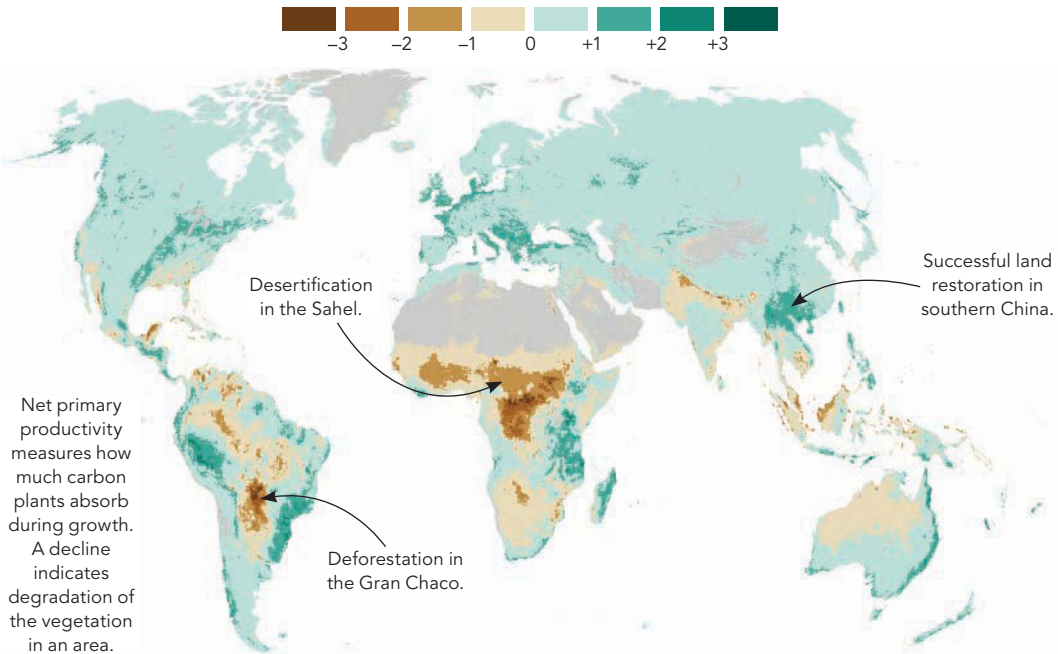 –3 –2 –1 0 +1 +2 +3
Desertification
in the Sahel.
Successful land
restoration in
southern China.
Net primary
productivity
measures how
much carbon
plants absorb
during growth.
A decline
indicates
degradation of
the vegetation
in an area.
Deforestation in
the Gran Chaco.